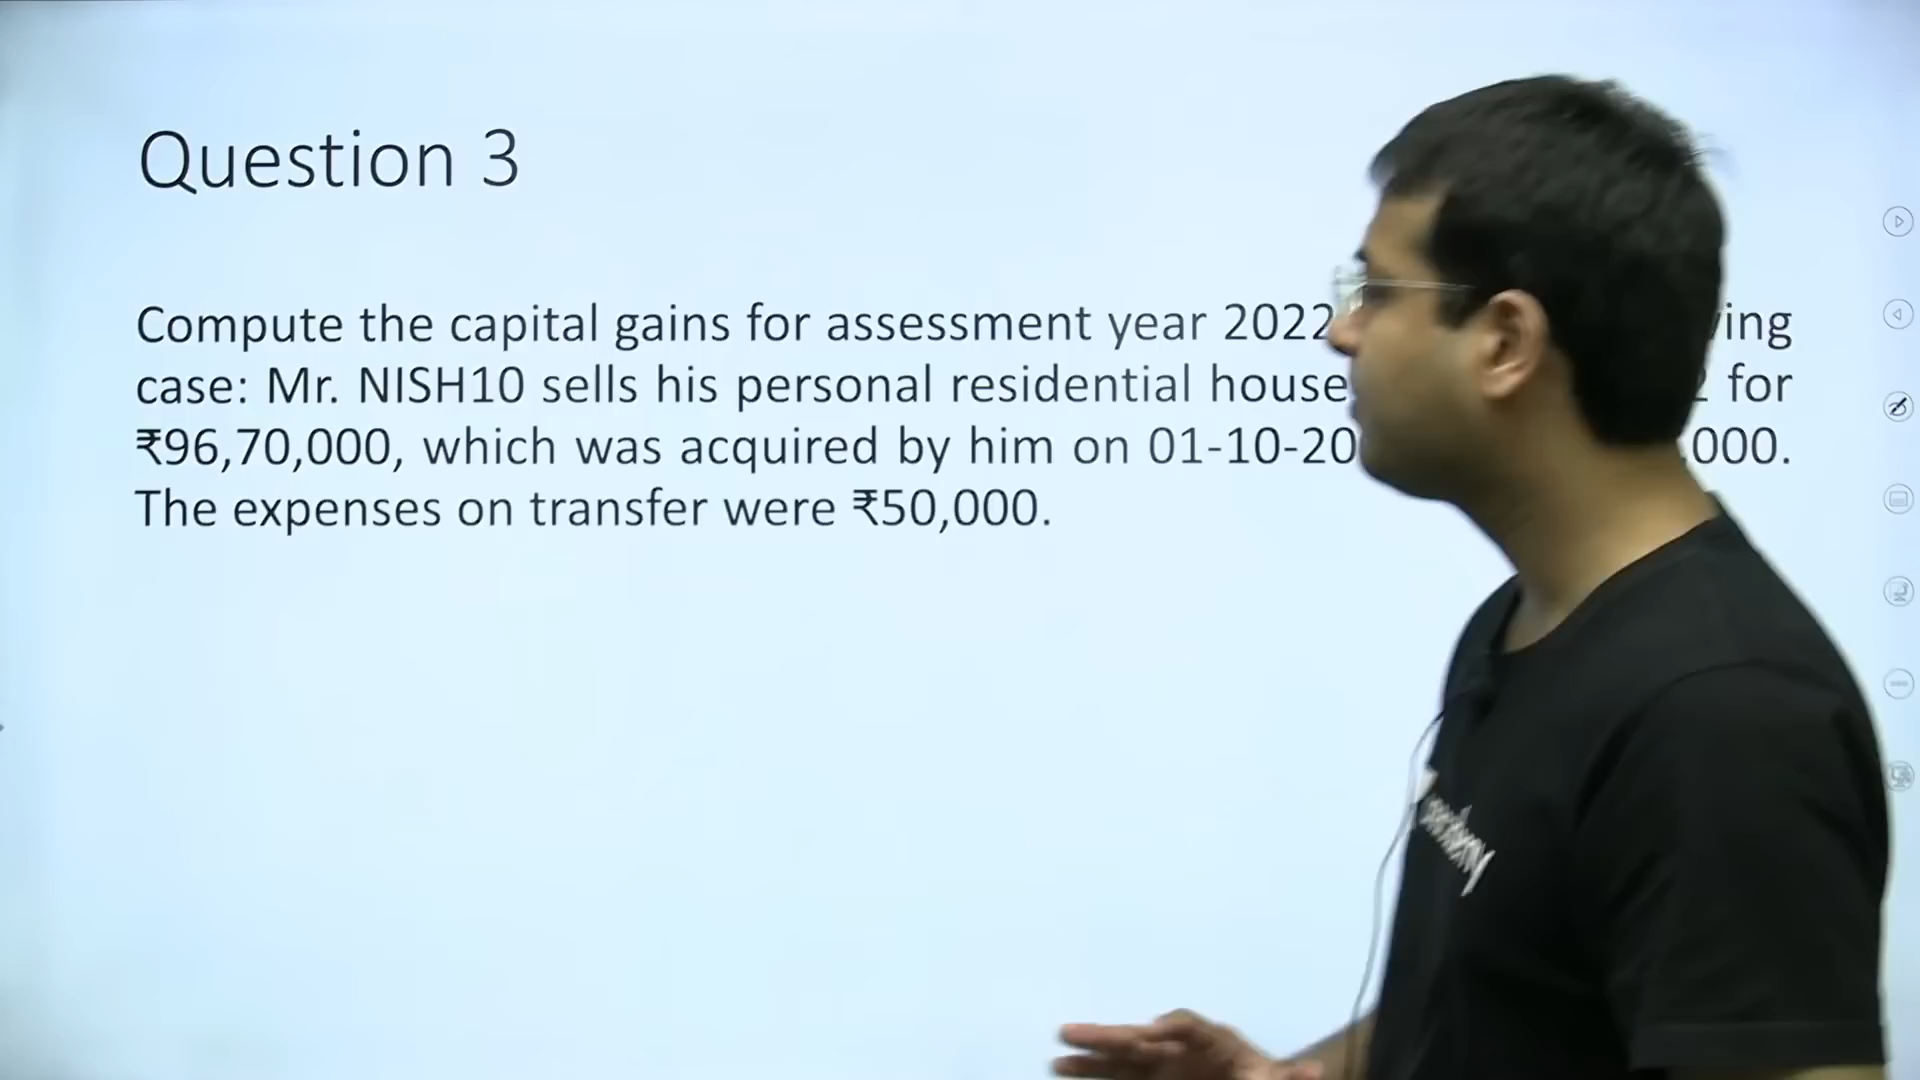 Question 3
Compute the capital gains for assessment year 2022
case: Mr. NISH10 sells his personal residential house for
₹96,70,000, which was acquired by him on 01-10-20 000.
The expenses on transfer were ₹50,000.